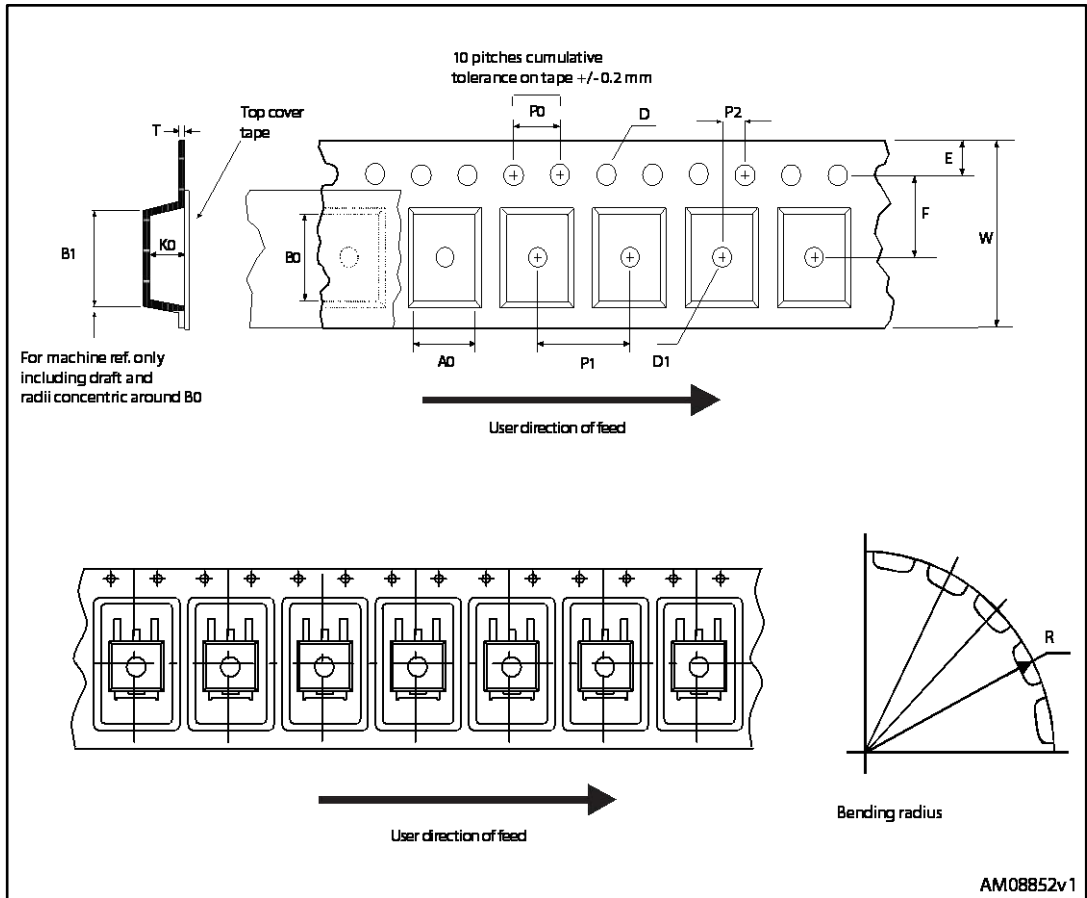 10 pitches cumulative
tolerance on tape +/- 0.2 mm
Top cover
tape
T
P0
D
P2
E
F
W
B1
K0
B0
For machine ref. only
including draft and
radii concentric around B0
A0
P1
D1
User direction of feed
R
Bending radius
User direction of feed
AM08852v1